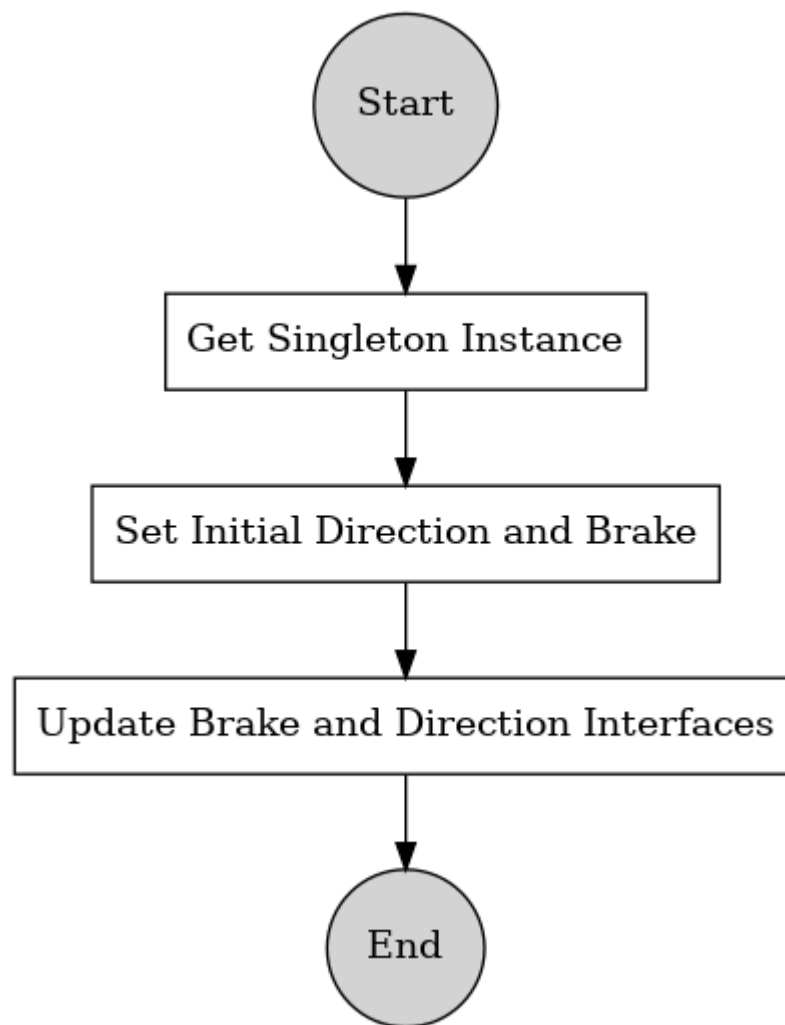 Start
Get Singleton Instance
Set Initial Direction and Brake
Update Brake and Direction Interfaces
End